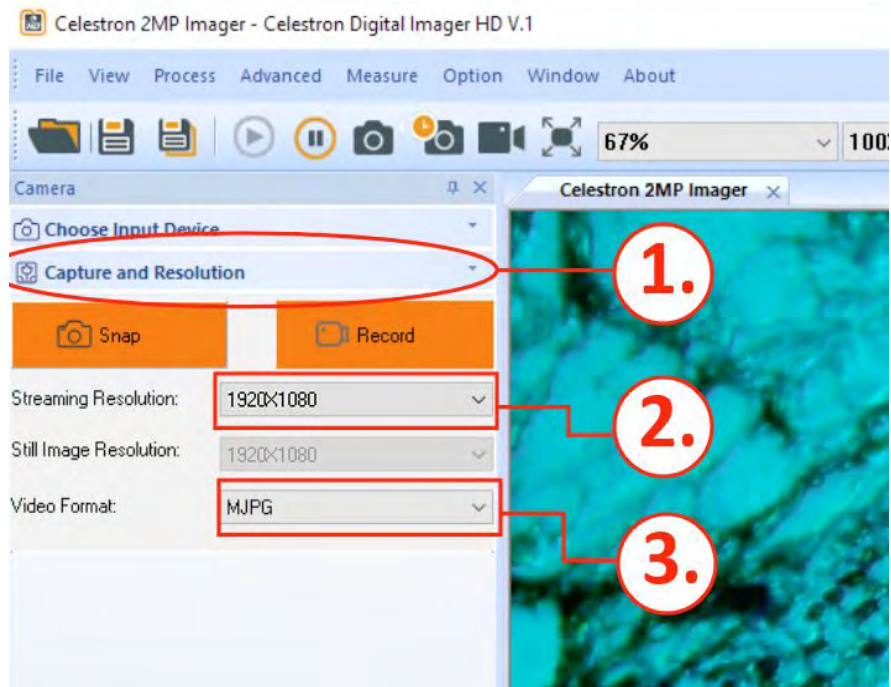 Celestron 2MP Imager - Celestron Digital Imager HD V.1
File View Process Advanced Measure Option Window About
67% 100%
Camera
Celestron 2MP Imager
Choose Input Device
Capture and Resolution
1.
Snap Record
Streaming Resolution: 1920X1080
2.
Still Image Resolution: 1920X1080
Video Format: MJPG
3.